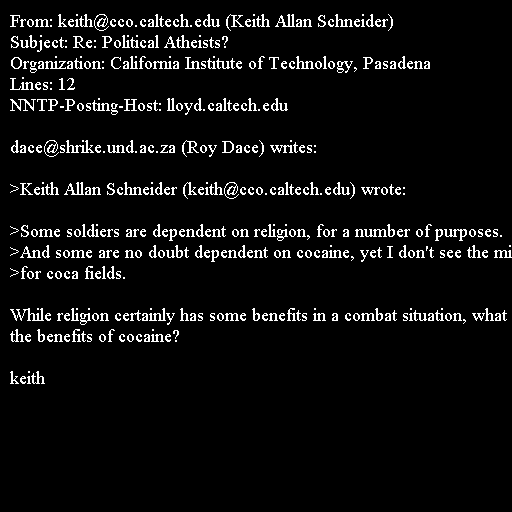 From: keith@cco.caltech.edu (Keith Allan Schneider)
Subject: Re: Political Atheists?
Organization: California Institute of Technology, Pasadena
Lines: 12
NNTP-Posting-Host: lloyd.caltech.edu

dace@shrike.und.ac.za (Roy Dace) writes:

>Keith Allan Schneider (keith@cco.caltech.edu) wrote:

>Some soldiers are dependent on religion, for a number of purposes.
>And some are no doubt dependent on cocaine, yet I don't see the mi
>for coca fields.

While religion certainly has some benefits in a combat situation, what
the benefits of cocaine?

keith